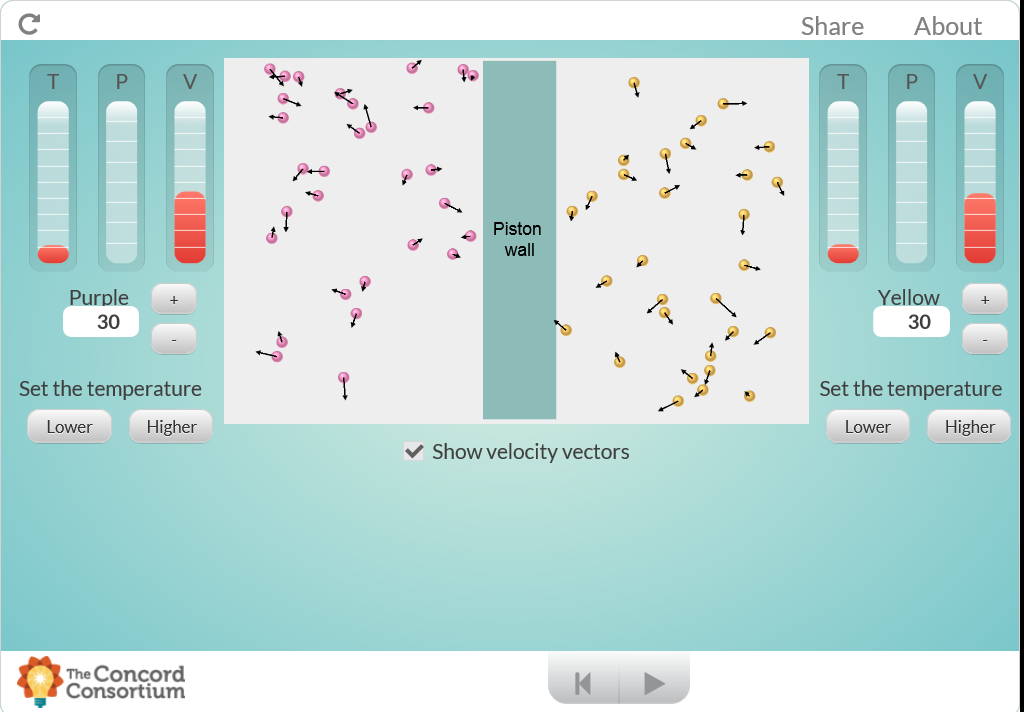 Share About
T P V
T P V
Piston
wall
Purple +
30
-
Set the temperature
Lower Higher
Yellow +
30
-
Set the temperature
Lower Higher
Show velocity vectors
The Concord
Consortium